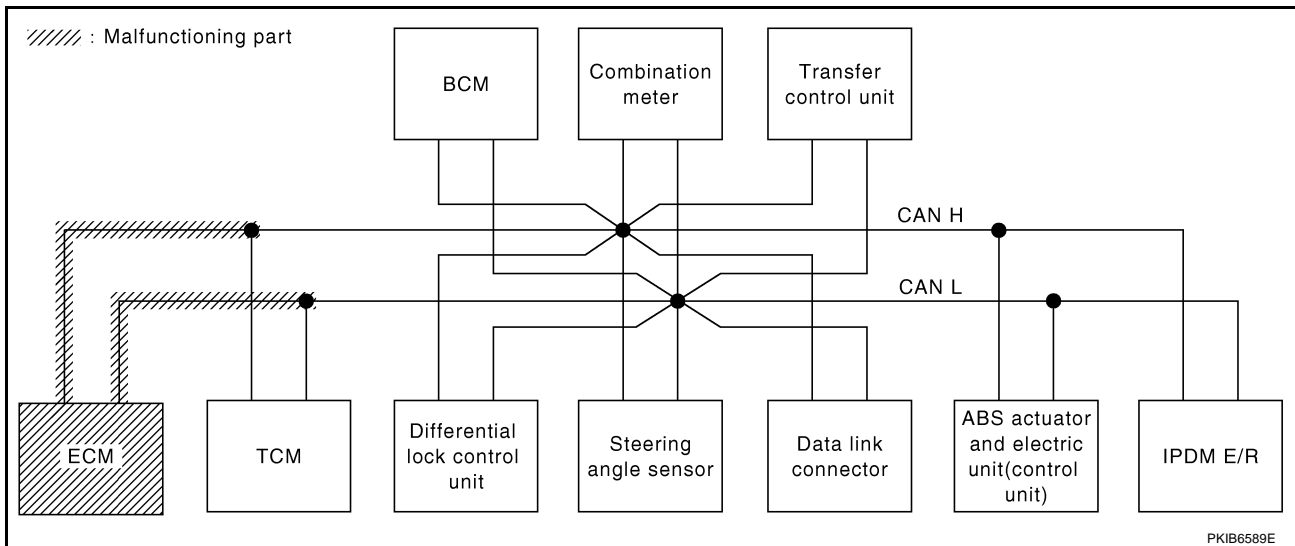 : Malfunctioning part
BCM
Combination
meter
Transfer
control unit
CAN H
CAN L
ECM
TCM
Differential
lock control
unit
Steering
angle sensor
Data link
connector
ABS actuator
and electric
unit(control
unit)
IPDM E/R
PKIB6589E